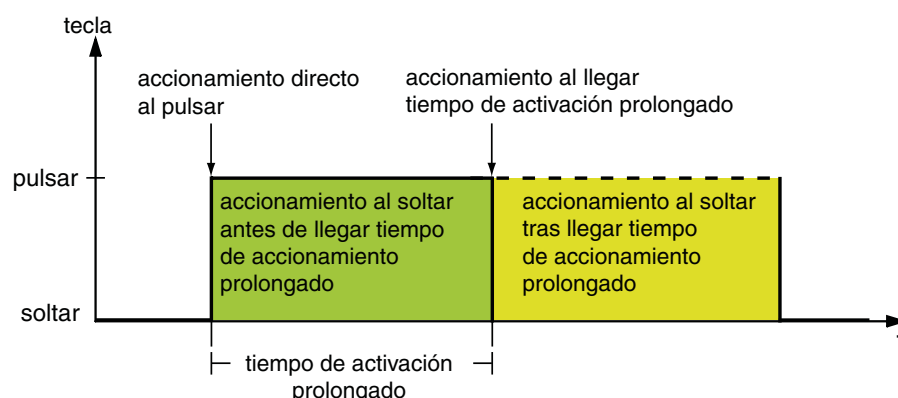 tecla
accionamiento directo
al pulsar
accionamiento al llegar
tiempo de activación prolongado
pulsar
accionamiento al soltar
antes de llegar tiempo
de accionamiento
prolongado
accionamiento al soltar
tras llegar tiempo
de accionamiento
prolongado
soltar
tiempo de activación
prolongado